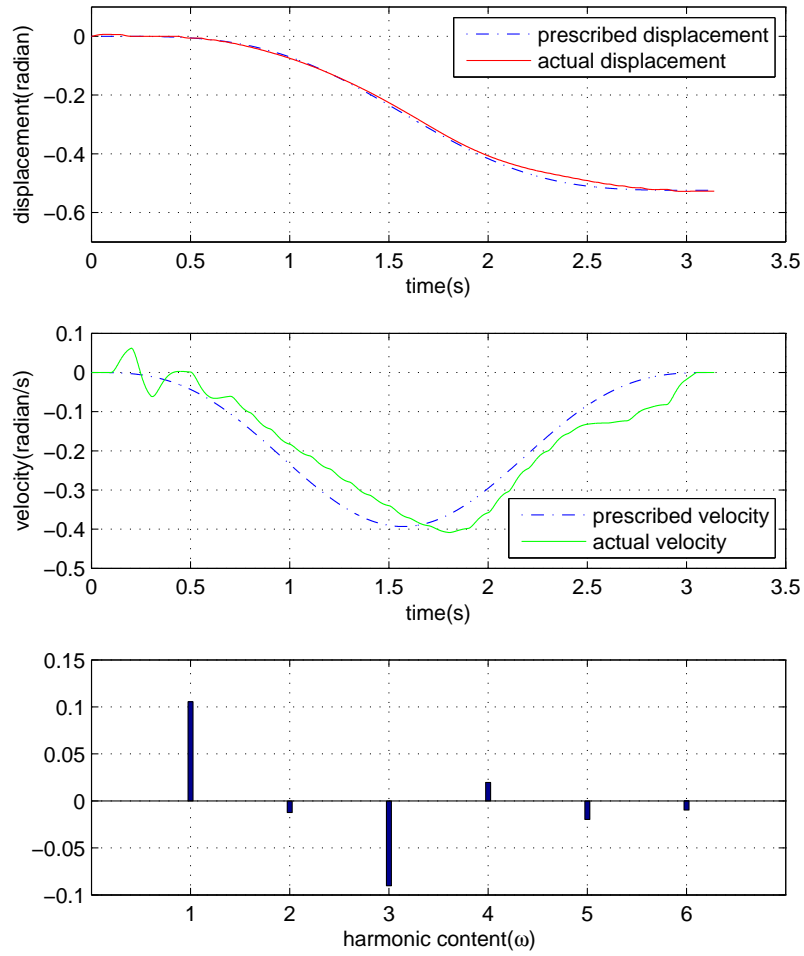 0
−0.2
−0.4
−0.6
displacement(radian)
prescribed displacement
actual displacement
0 0.5 1 1.5 2 2.5 3 3.5
time(s)
0.1
0
−0.1
−0.2
−0.3
−0.4
−0.5
velocity(radian/s)
prescribed velocity
actual velocity
0 0.5 1 1.5 2 2.5 3 3.5
time(s)
0.15
0.1
0.05
0
−0.05
−0.1
1 2 3 4 5 6
harmonic content(ω)